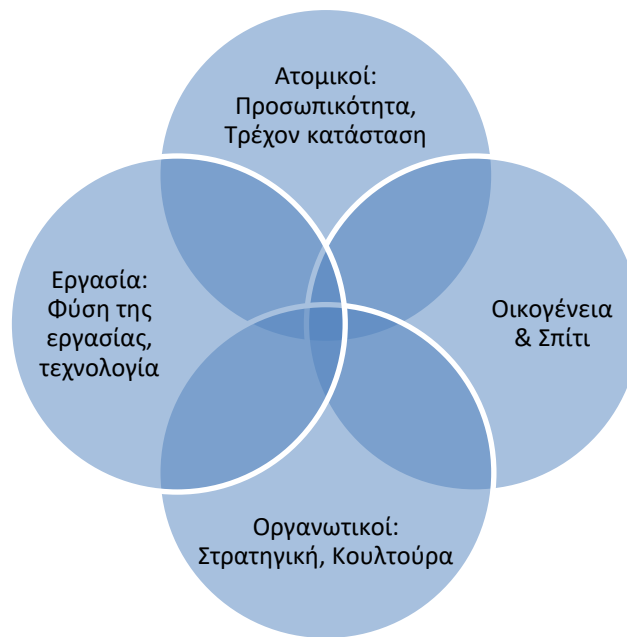 Ατομικοί:
Προσωπικότητα,
Τρέχον κατάσταση
Εργασία:
Φύση της
εργασίας,
τεχνολογία
Οικογένεια
& Σπίτι
Οργανωτικοί:
Στρατηγική, Κουλτούρα